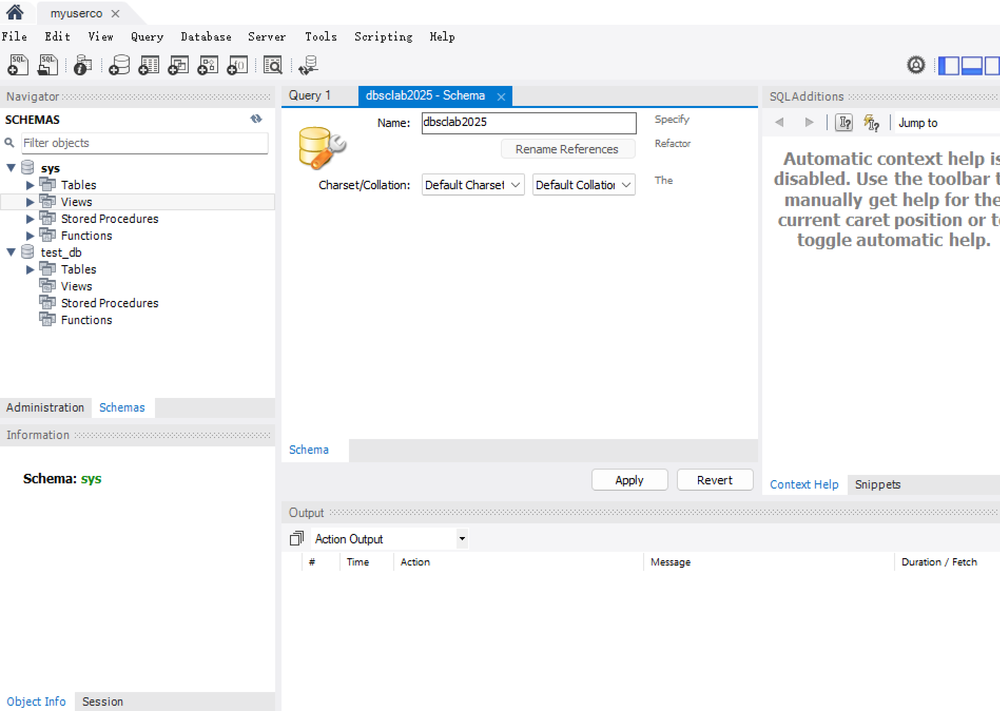 myuserco
File Edit View Query Database Server Tools Scripting Help
Navigator
SCHEMAS
Filter objects
sys
Tables
Views
Stored Procedures
Functions
test_db
Tables
Views
Stored Procedures
Functions
Administration Schemas
Information
Schema: sys
Object Info Session
Query 1 dbsclab2025 - Schema
Name: dbsclab2025 Specify
Rename References Refactor
Charset/Collation: Default Charset Default Collation The
Schema
Apply Revert
SQLAdditions
Jump to
Automatic context help is
disabled. Use the toolbar
manually get help for the
current caret position or
toggle automatic help.
Context Help Snippets
Output
Action Output
# Time Action Message Duration / Fetch